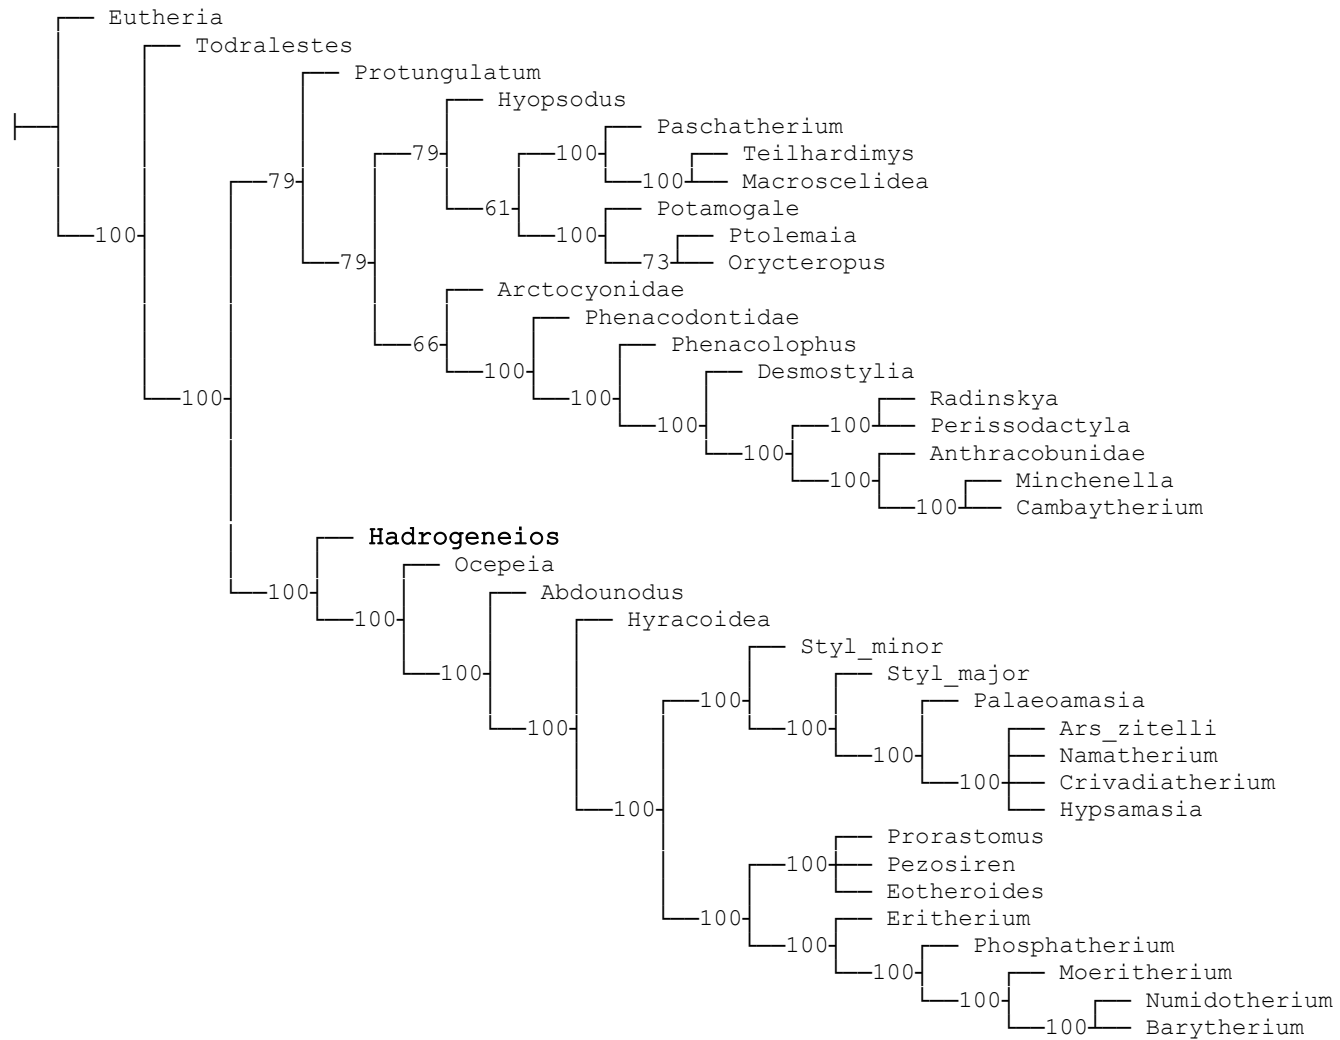 Eutheria
Todralestes
Protungulatum
Hyopsodus
Paschatherium
79 100 Teilhardimys
79 100 Macroscelidea
61 Potamogale
100 100 Ptolemaia
79 73 Orycteropus
Arctocyonidae
Phenacodontidae
66 Phenacolophus
100 Desmostylia
100 100 Radinskya
100 100 Perissodactyla
100 Anthracobunidae
100 Minchenella
100 Cambaytherium
Hadrogeneios
Ocepeia
100 Abdounodus
100 Hyracoidea
Styl_minor
100 Styl_major
100 Palaeoamasia
100 100 Ars_zitelli
100 Namatherium
100 Crivadiatherium
100 Hypsamasia
Prorastomus
100 Pezosiren
Eotheroides
100 Eritherium
100 Phosphatherium
100 Moeritherium
100 Numidotherium
100 Barytherium